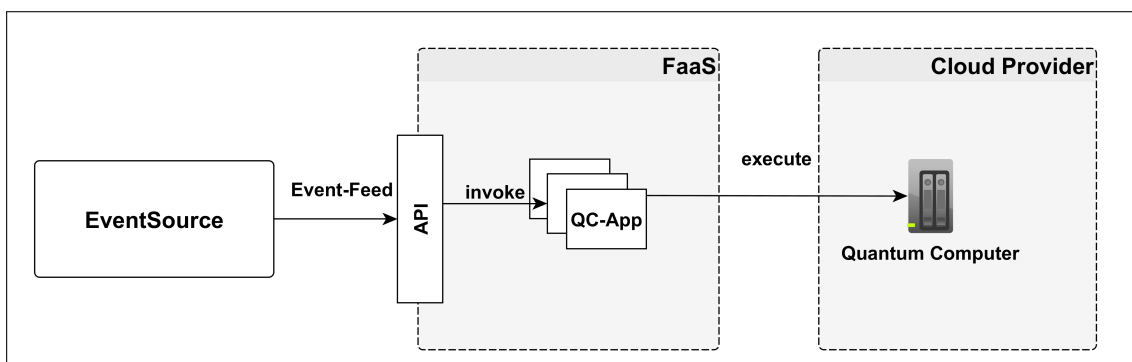 FaaS
Cloud Provider
EventSource
Event-Feed
API
invoke
QC-App
execute
Quantum Computer